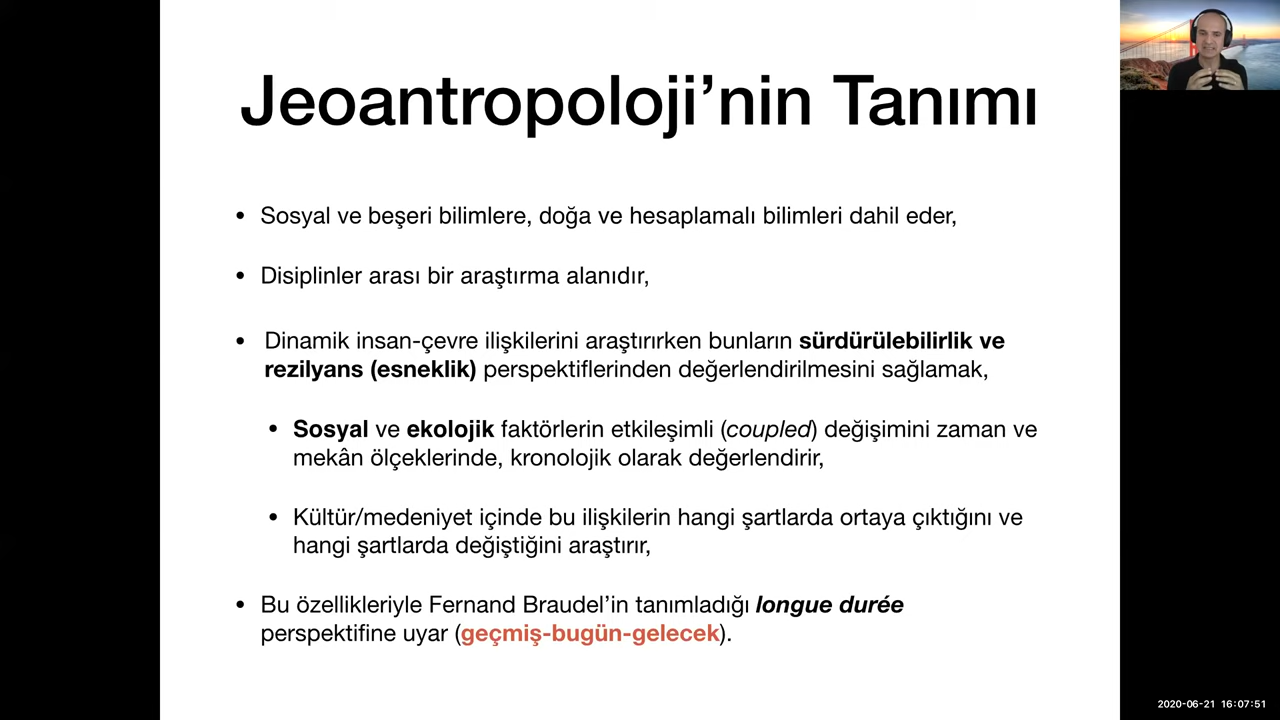 Jeoantropoloji’nin Tanımı
• Sosyal ve beşeri bilimlere, doğa ve hesaplamalı bilimleri dahil eder,
• Disiplinler arası bir araştırma alanıdır,
• Dinamik insan-çevre ilişkilerini araştırırken bunların sürdürülebilirlik ve
rezilyans (esneklik) perspektiflerinden değerlendirilmesini sağlamak,
• Sosyal ve ekolojik faktörlerin etkileşimli (coupled) değişimini zaman ve
mekân ölçeklerinde, kronolojik olarak değerlendirir,
• Kültür/medeniyet içinde bu ilişkilerin hangi şartlarda ortaya çıktığını ve
hangi şartlarda değiştiğini araştırır,
• Bu özellikleriyle Fernand Braudel’in tanımladığı longue durée
perspektifine uyar (geçmiş-bugün-gelecek).
2020-06-21 16:07:51